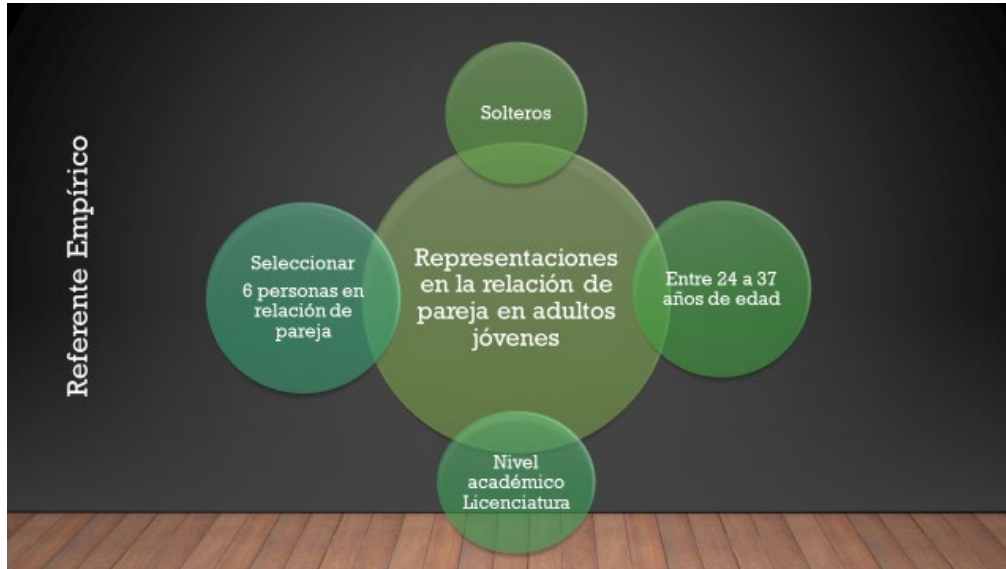 Referente Empírico
Solteros
Seleccionar
6 personas en
relación de
pareja
Representaciones
en la relación de
pareja en adultos
jóvenes
Entre 24 a 37
años de edad
Nivel
académico
Licenciatura